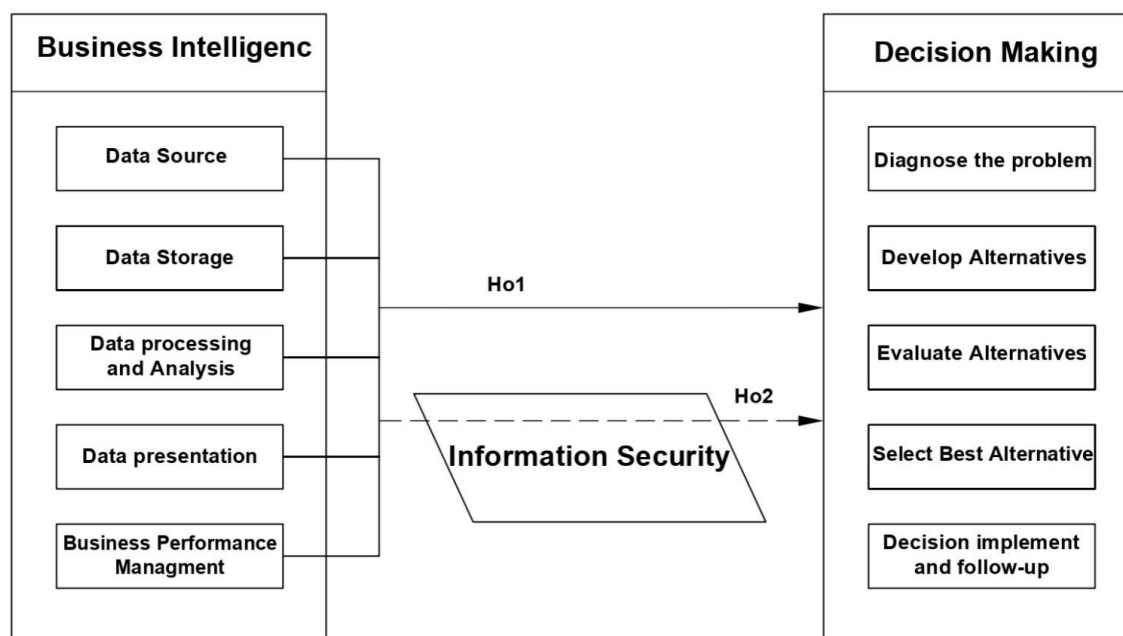 Business Intelligenc
Data Source
Data Storage
Data processing
and Analysis
Data presentation
Business Performance
Managment
Ho1
Ho2
Information Security
Decision Making
Diagnose the problem
Develop Alternatives
Evaluate Alternatives
Select Best Alternative
Decision implement
and follow-up